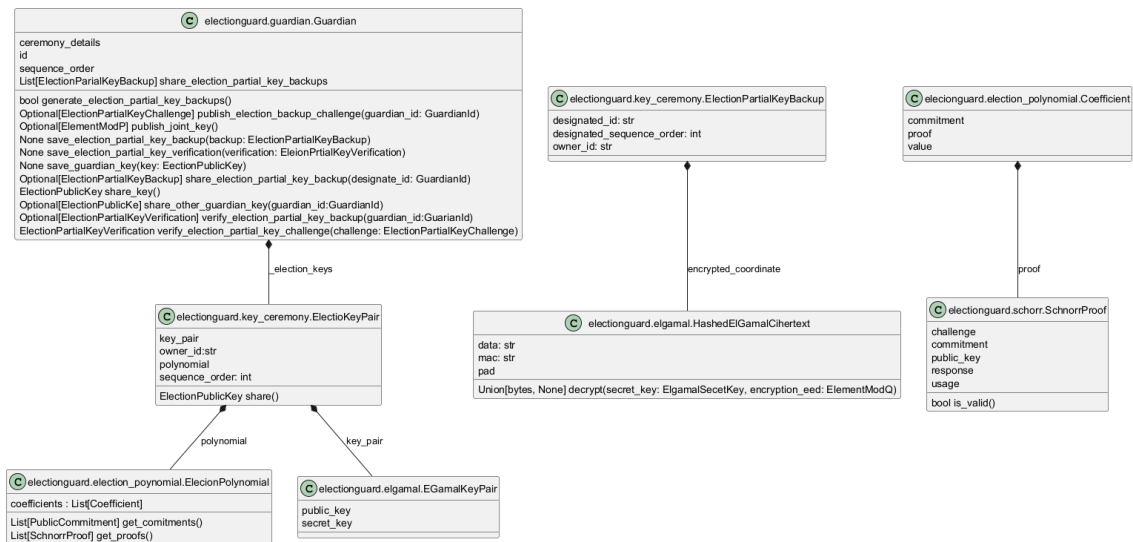 C electionguard.guardian.Guardian
ceremony_details
id
sequence_order
List[ElectionParialKeyBackup] share_election_partial_key_backups
bool generate_election_partial_key_backups()
Optional[ElectionPartialKeyChallenge] publish_election_backup_challenge(guardian_id: GuardianId)
Optional[ElementModP] publish_joint_key()
None save_election_partial_key_backup(backup: ElectionPartialKeyBackup)
None save_election_partial_key_verification(verification: EleionPrtialKeyVerification)
None save_guardian_key(key: EectionPublicKey)
Optional[ElectionPartialKeyBackup] share_election_partial_key_backup(designate_id: GuardianId)
ElectionPublicKey share_key()
Optional[ElectionPublicKe] share_other_guardian_key(guardian_id:GuardianId)
Optional[ElectionPartialKeyVerification] verify_election_partial_key_backup(guardian_id:GuarianId)
ElectionPartialKeyVerification verify_election_partial_key_challenge(challenge: ElectionPartialKeyChallenge)
C electionguard.key_ceremony.ElectionPartialKeyBackup
designated_id: str
designated_sequence_order: int
owner_id: str
C elecionguard.election_polynomial.Coefficient
commitment
proof
value
_election_keys
encrypted_coordinate
proof
C electionguard.key_ceremony.ElectioKeyPair
key_pair
owner_id:str
polynomial
sequence_order: int
ElectionPublicKey share()
C electionguard.elgamal.HashedElGamalCihertext
data: str
mac: str
pad
Union[bytes, None] decrypt(secret_key: ElgamalSecetKey, encryption_eed: ElementModQ)
C electionguard.schorr.SchnorrProof
challenge
commitment
public_key
response
usage
bool is_valid()
polynomial
key_pair
C electionguard.election_poynomial.ElecionPolynomial
coefficients : List[Coefficient]
List[PublicCommitment] get_comitments()
List[SchnorrProof] get_proofs()
C electionguard.elgamal.EGamalKeyPair
public_key
secret_key